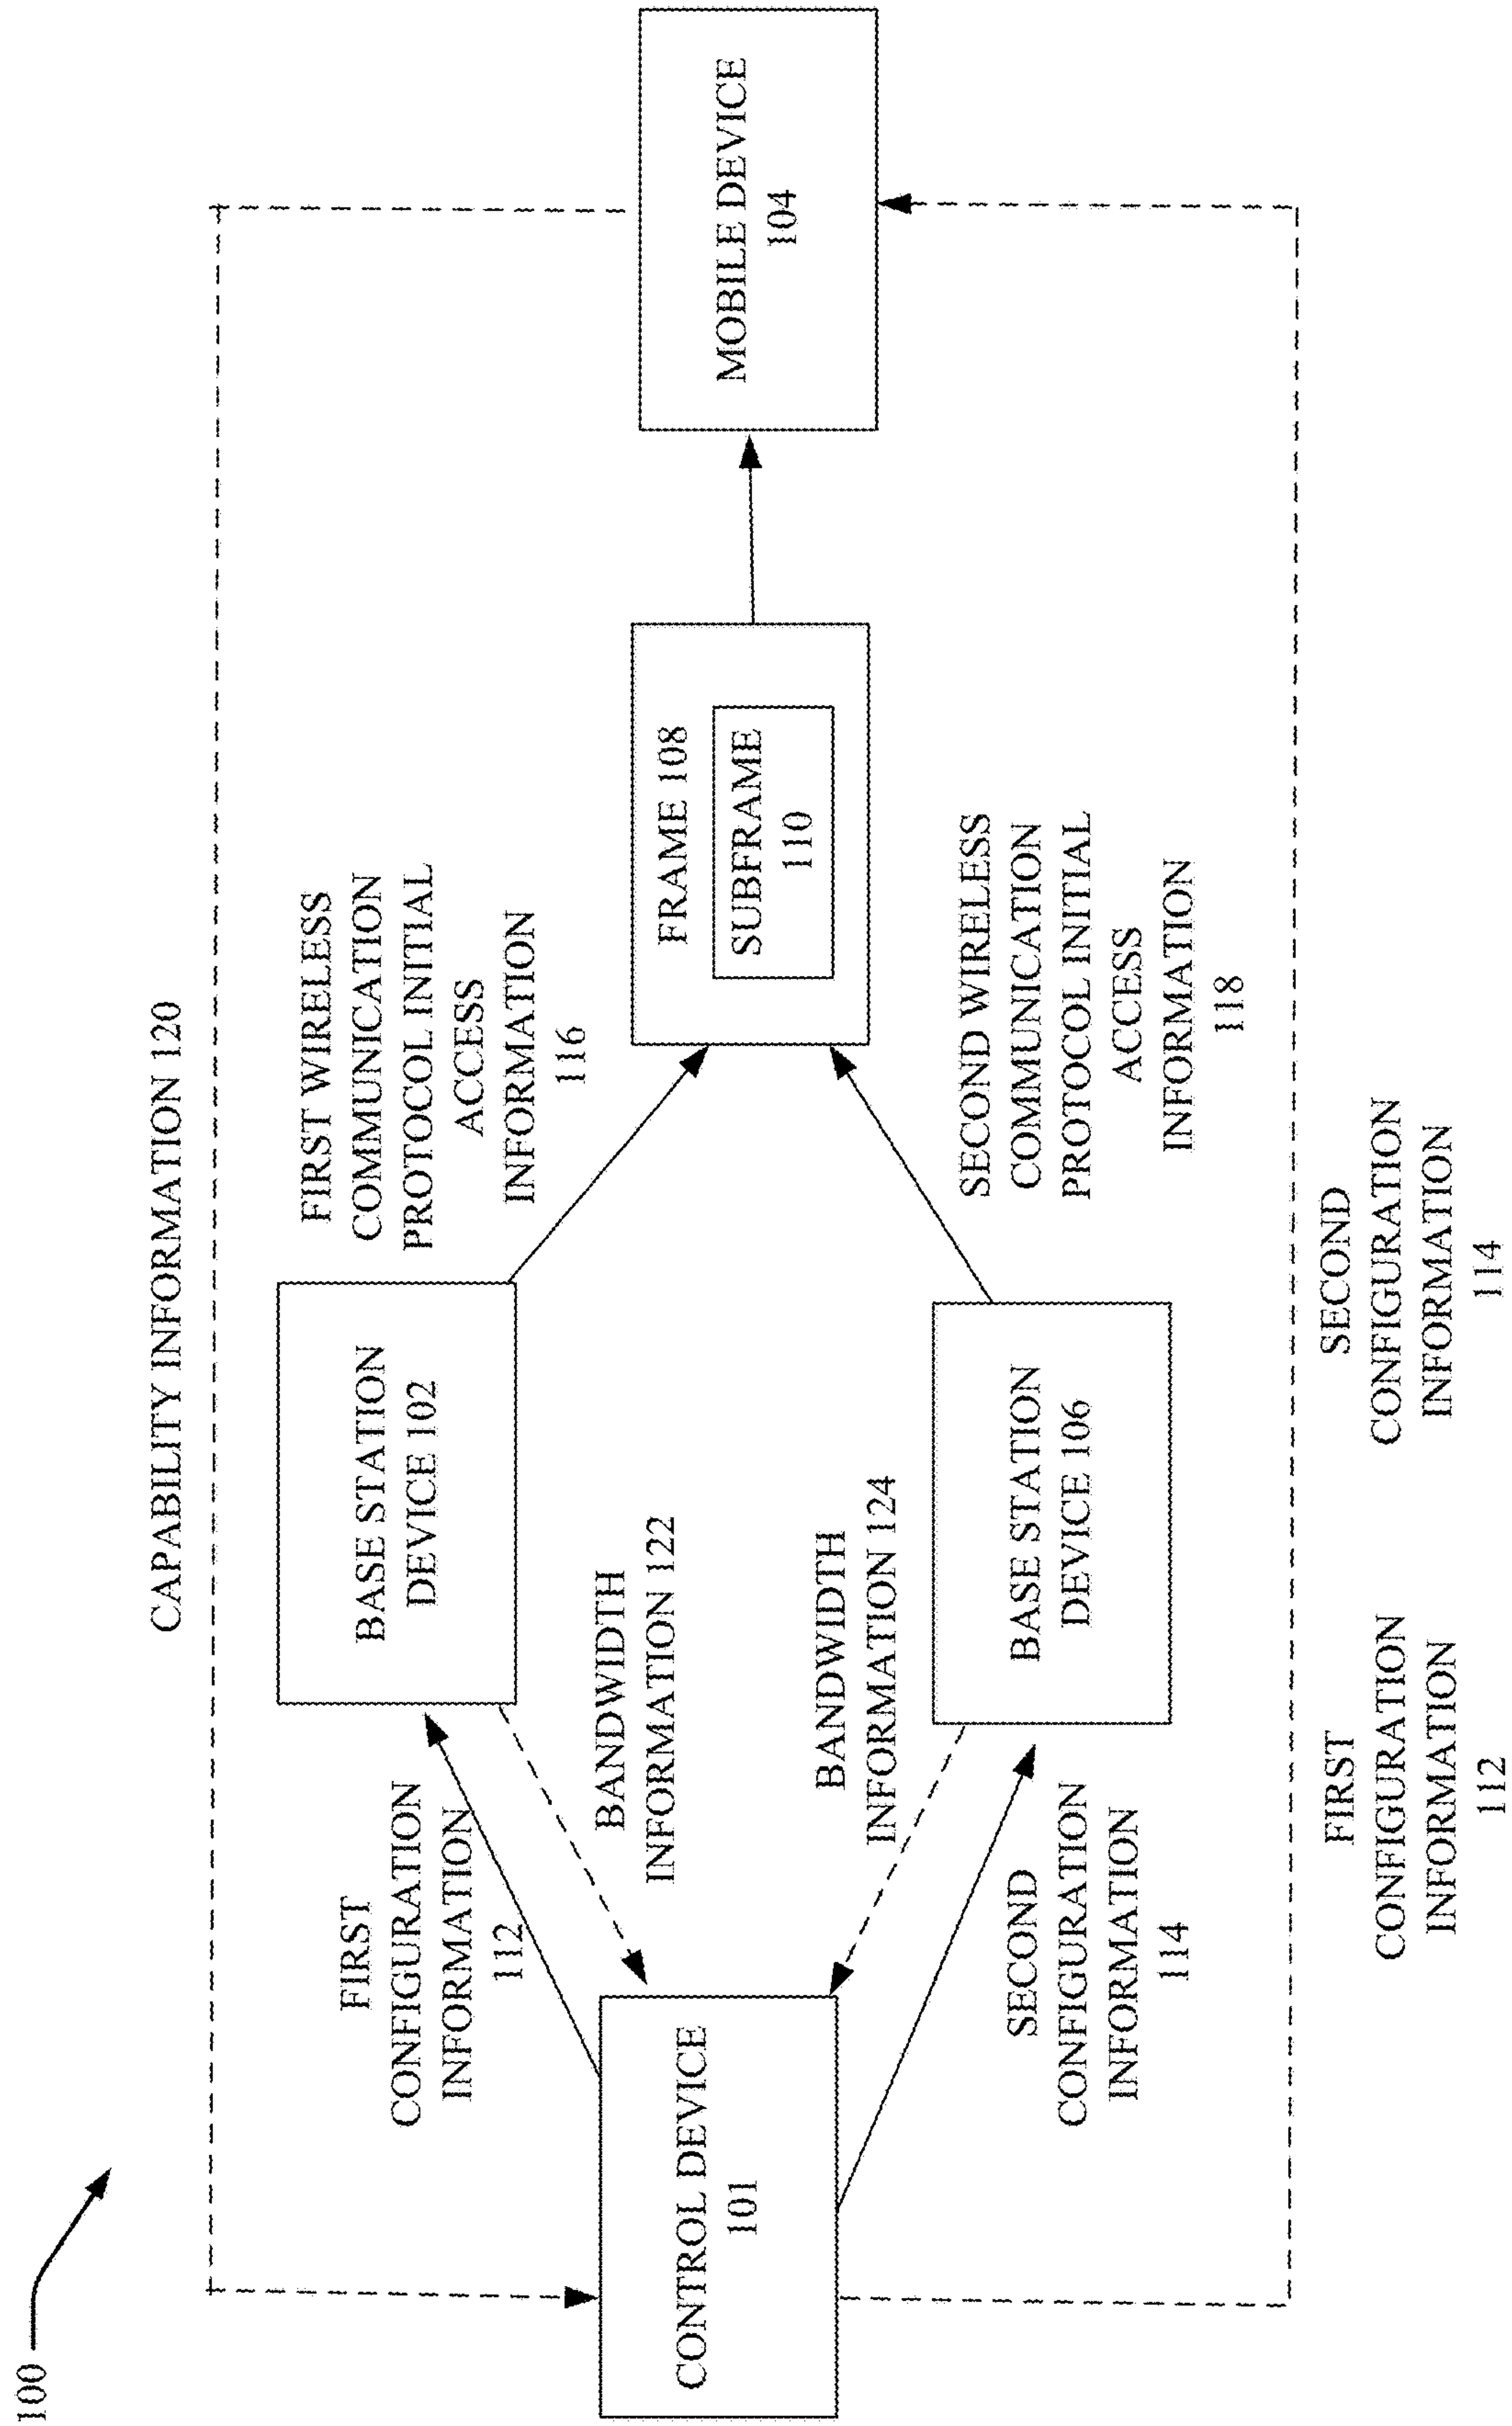 100
CAPABILITY INFORMATION 120
FIRST
CONFIGURATION
INFORMATION
112
BASE STATION
DEVICE 102
FIRST WIRELESS
COMMUNICATION
PROTOCOL INITIAL
ACCESS
INFORMATION
116
BANDWIDTH
INFORMATION 122
CONTROL DEVICE
101
FRAME 108
SUBFRAME
110
MOBILE DEVICE
104
BANDWIDTH
INFORMATION 124
SECOND
CONFIGURATION
INFORMATION
114
BASE STATION
DEVICE 106
SECOND WIRELESS
COMMUNICATION
PROTOCOL INITIAL
ACCESS
INFORMATION
118
FIRST
CONFIGURATION
INFORMATION
112
SECOND
CONFIGURATION
INFORMATION
114